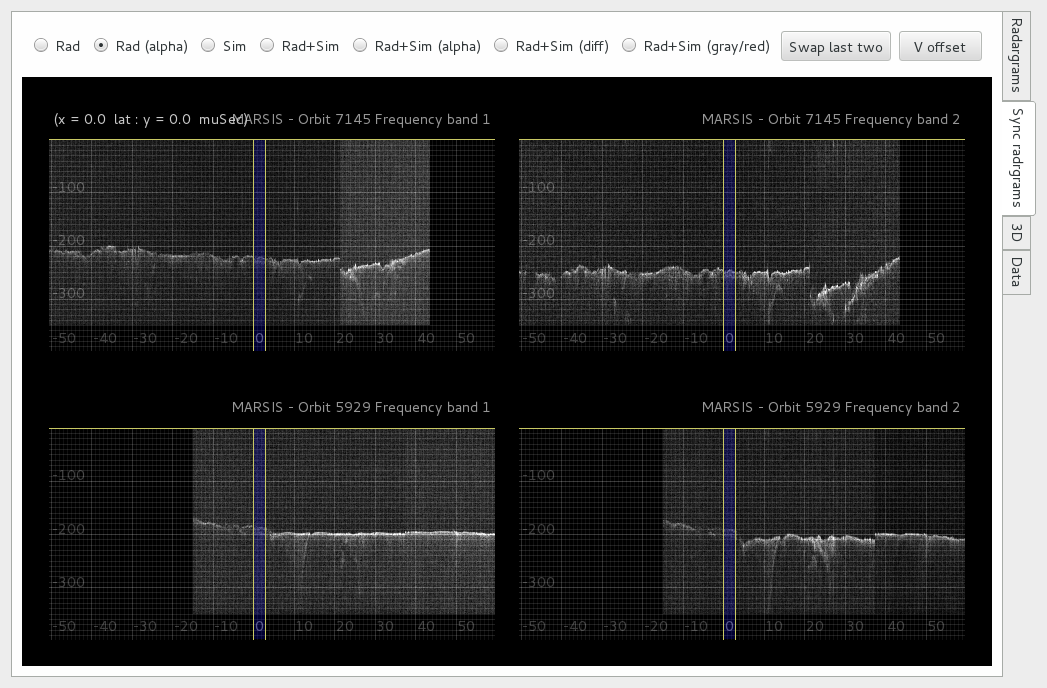 Rad Rad (alpha) Sim Rad+Sim Rad+Sim (alpha) Rad+Sim (diff) Rad+Sim (gray/red) Swap last two V offset
Radargrams
Sync radrgrams
3D
Data
(x = 0.0 lat : y = 0.0 muSec)
MARSIS - Orbit 7145 Frequency band 1
-100
-200
-300
-50 -40 -30 -20 -10 0 10 20 30 40 50
MARSIS - Orbit 7145 Frequency band 2
-100
-200
-300
-50 -40 -30 -20 -10 0 10 20 30 40 50
MARSIS - Orbit 5929 Frequency band 1
-100
-200
-300
-50 -40 -30 -20 -10 0 10 20 30 40 50
MARSIS - Orbit 5929 Frequency band 2
-100
-200
-300
-50 -40 -30 -20 -10 0 10 20 30 40 50